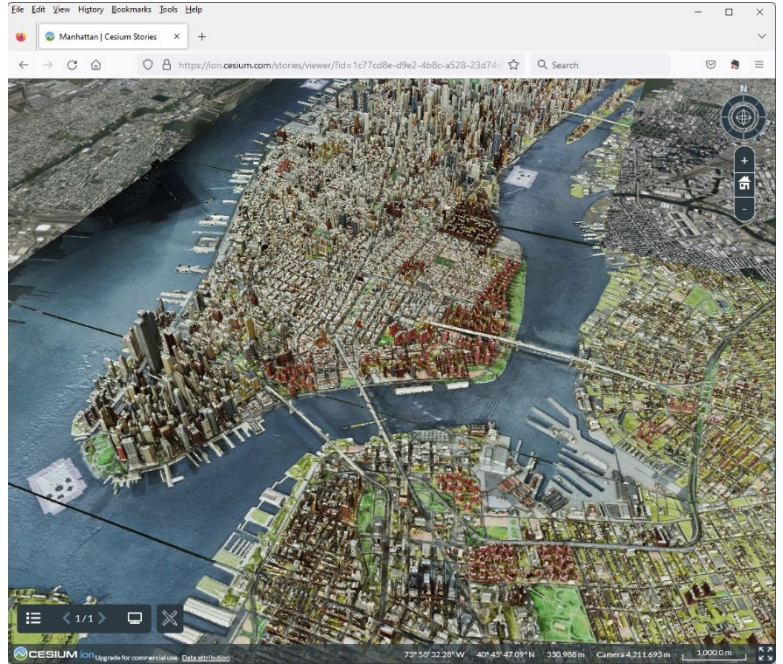 File Edit View History Bookmarks Tools Help
Manhattan | Cesium Stories
https://ion.cesium.com/stories/viewer/?id=1c77cd8e-d9e2-4b8c-a528-23d74d
Search
N
1/1
CESIUM ion Upgrade for commercial use. Data attribution
73° 58' 32.28" W 40° 45' 47.09" N 330.988 m Camera 4,211.693 m 1,000.0 m